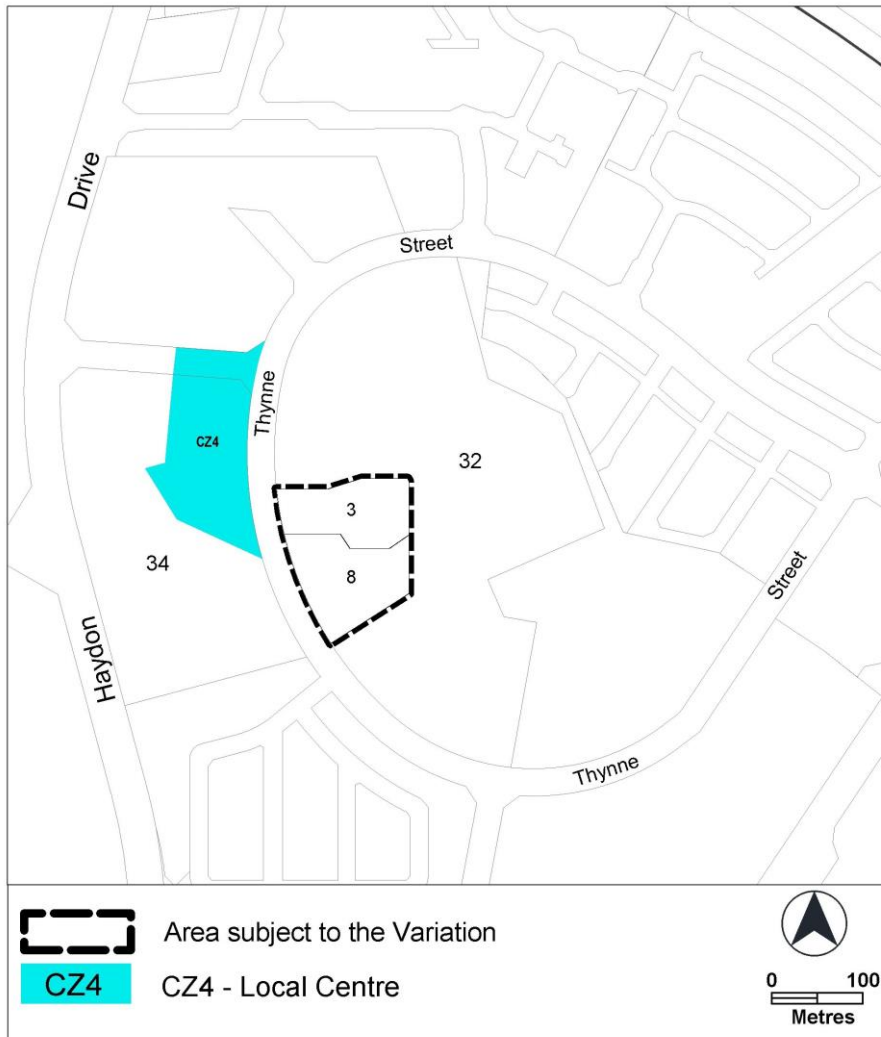 Drive
Street
Thynne
CZ4
32
3
34
8
Street
Haydon
Thynne
Area subject to the Variation
CZ4
CZ4 - Local Centre
0 100
Metres